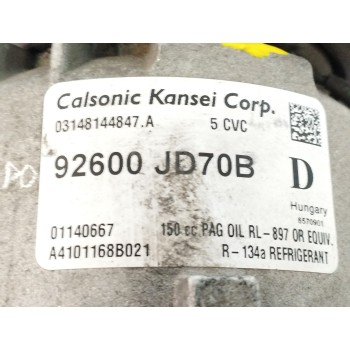 Calsonic Kansei Corp.
03148144847.A 5 CVC
92600 JD70B D
Hungary
6570905
01140667 150 cc PAG OIL RL-897 OR EQUIV.
A4101168B021 R-134a REFRIGERANT